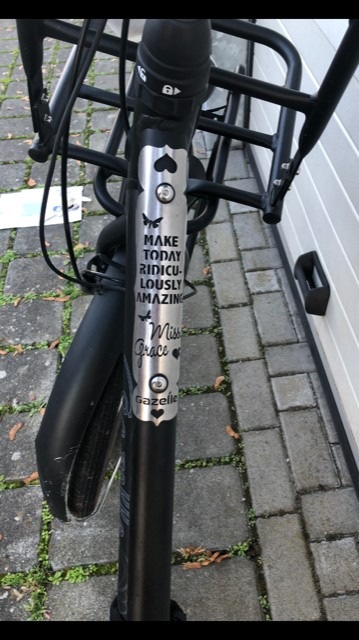 MAKE
TODAY
RIDICU-
LOUSLY
AMAZING
Miss
Grace
Gazelle